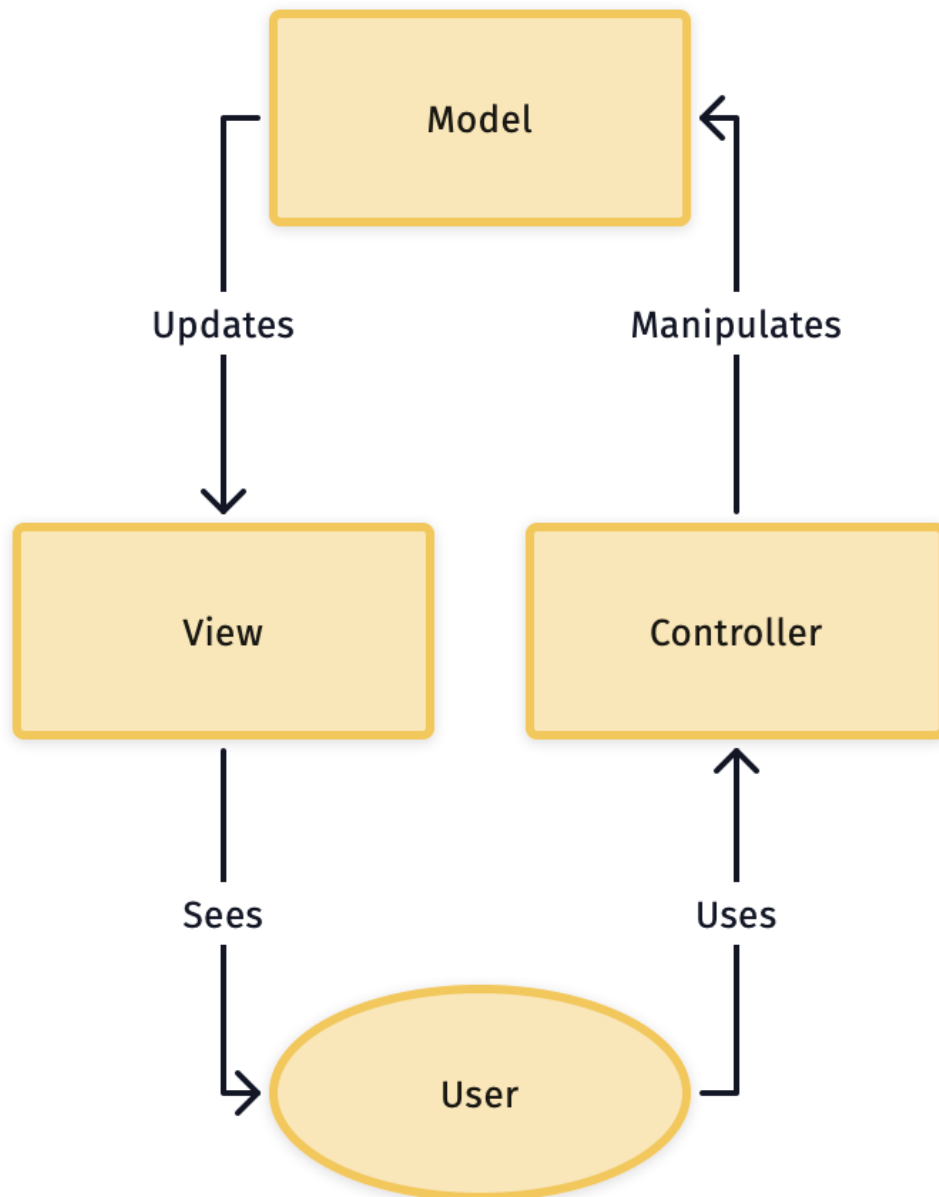 Model
Updates
Manipulates
View
Controller
Sees
Uses
User